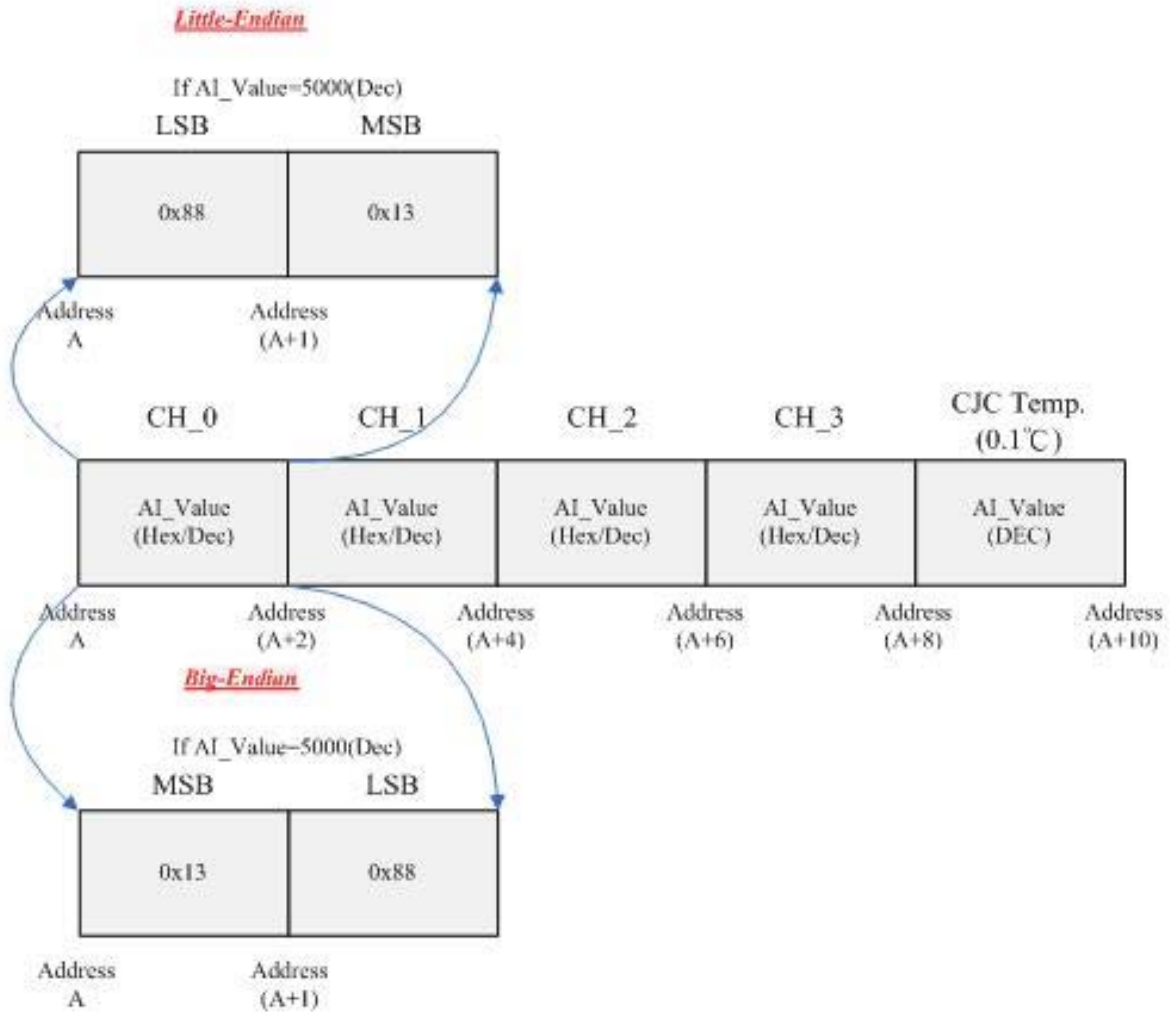 Little-Endian
If AI_Value=5000(Dec)
LSB MSB
0x88 0x13
Address Address
A (A+1)
CH_0 CH_1 CH_2 CH_3 CJC Temp.
(0.1℃)
AI_Value AI_Value AI_Value AI_Value AI_Value
(Hex/Dec) (Hex/Dec) (Hex/Dec) (Hex/Dec) (DEC)
Address Address Address Address Address Address
A (A+2) (A+4) (A+6) (A+8) (A+10)
Big-Endian
If AI_Value=5000(Dec)
MSB LSB
0x13 0x88
Address Address
A (A+1)